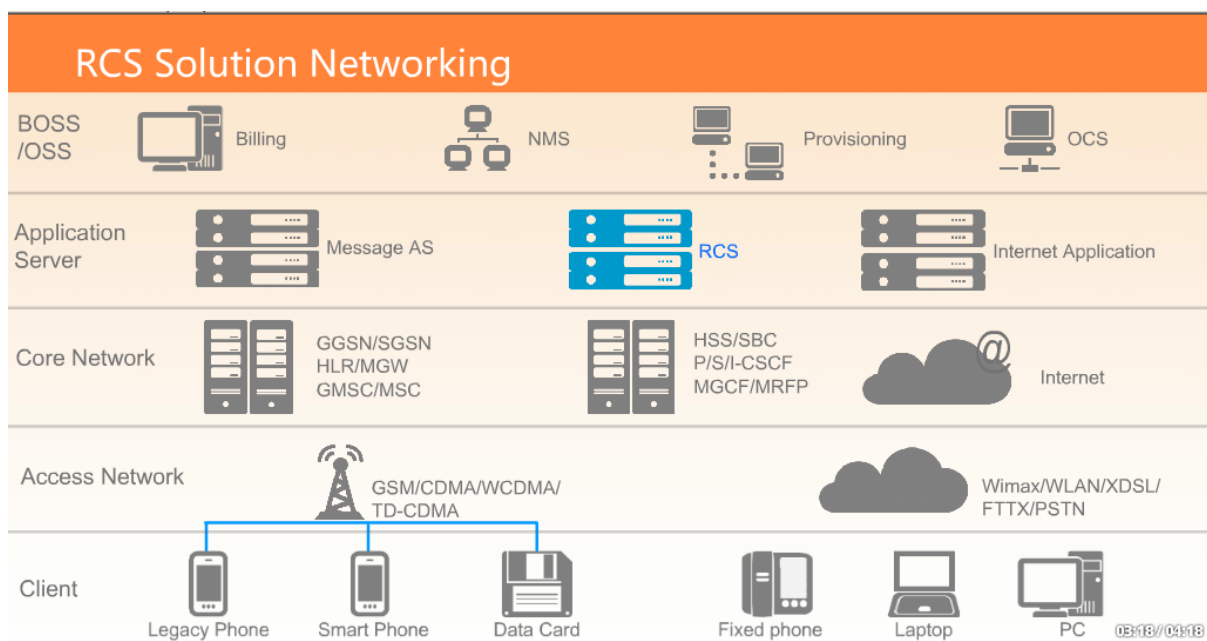 RCS Solution Networking
BOSS
/OSS
Billing
NMS
Provisioning
OCS
Application
Server
Message AS
RCS
Internet Application
Core Network
GGSN/SGSN
HLR/MGW
GMSC/MSC
HSS/SBC
P/S/I-CSCF
MGCF/MRFP
@
Internet
Access Network
GSM/CDMA/WCDMA/
TD-CDMA
Wimax/WLAN/XDSL/
FTTX/PSTN
Client
Legacy Phone
Smart Phone
Data Card
Fixed phone
Laptop
PC
03:18 / 04:18